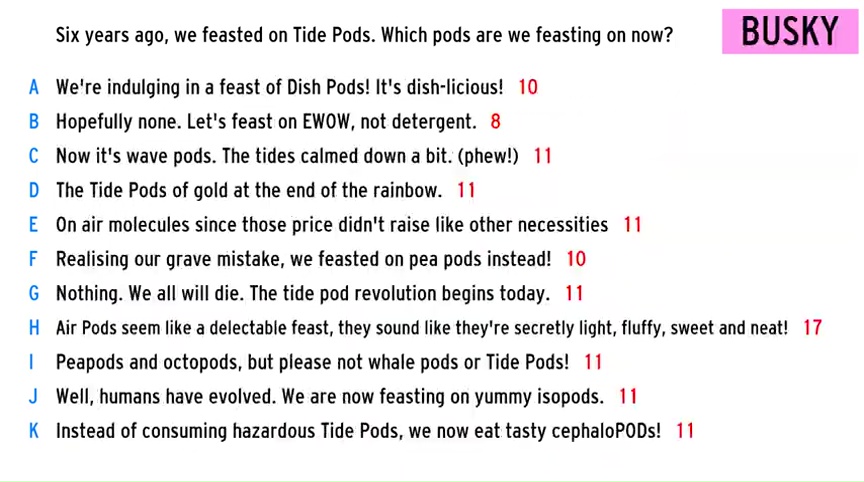 Six years ago, we feasted on Tide Pods. Which pods are we feasting on now?
BUSKY
A We're indulging in a feast of Dish Pods! It's dish-licious! 10
B Hopefully none. Let's feast on EWOW, not detergent. 8
C Now it's wave pods. The tides calmed down a bit. (phew!) 11
D The Tide Pods of gold at the end of the rainbow. 11
E On air molecules since those price didn't raise like other necessities 11
F Realising our grave mistake, we feasted on pea pods instead! 10
G Nothing. We all will die. The tide pod revolution begins today. 11
H Air Pods seem like a delectable feast, they sound like they're secretly light, fluffy, sweet and neat! 17
I Peapods and octopods, but please not whale pods or Tide Pods! 11
J Well, humans have evolved. We are now feasting on yummy isopods. 11
K Instead of consuming hazardous Tide Pods, we now eat tasty cephaloPODs! 11